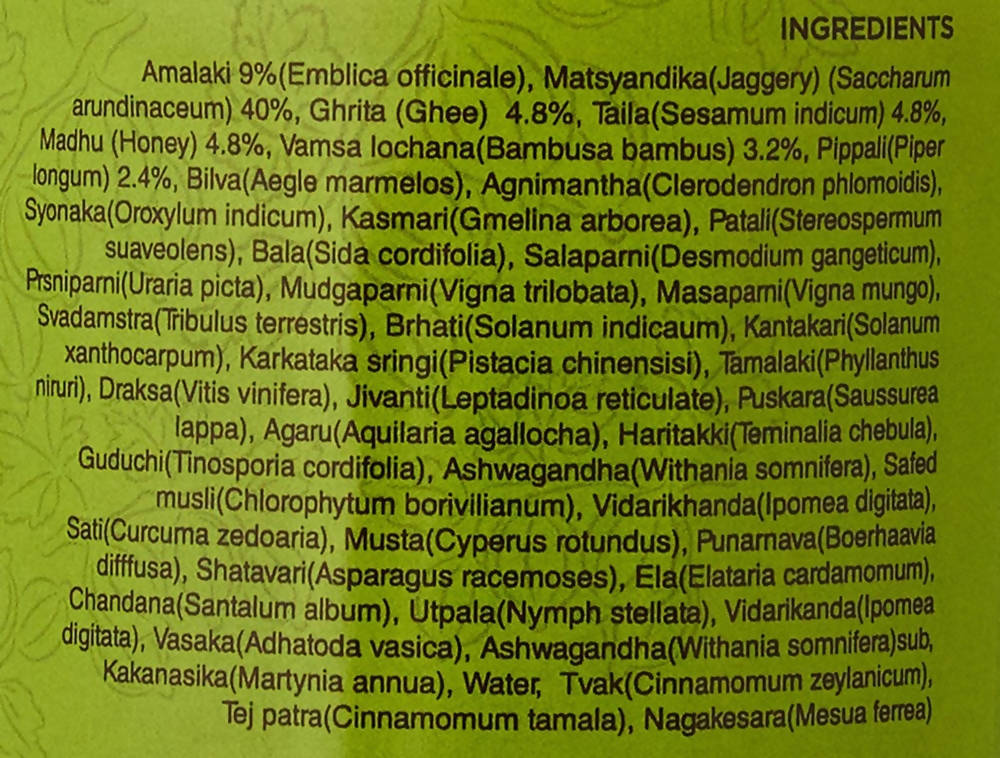 INGREDIENTS
Amalaki 9%(Emblica officinale), Matsyandika(Jaggery) (Saccharum
arundinaceum) 40%, Ghrita (Ghee) 4.8%, Taila(Sesamum indicum) 4.8%,
Madhu (Honey) 4.8%, Vamsa lochana(Bambusa bambus) 3.2%, Pippali(Piper
longum) 2.4%, Bilva(Aegle marmelos), Agnimantha(Clerodendron phlomoidis),
Syonaka(Oroxylum indicum), Kasmari(Gmelina arborea), Patali(Stereospermum
suaveolens), Bala(Sida cordifolia), Salaparni(Desmodium gangeticum),
Prsniparni(Uraria picta), Mudgaparni(Vigna trilobata), Masaparni(Vigna mungo),
Svadamstra(Tribulus terrestris), Brhati(Solanum indicaum), Kantakari(Solanum
xanthocarpum), Karkataka sringi(Pistacia chinensisi), Tamalaki(Phyllanthus
niruri), Draksa(Vitis vinifera), Jivanti(Leptadinoa reticulate), Puskara(Saussurea
lappa), Agaru(Aquilaria agallocha), Haritakki(Teminalia chebula),
Guduchi(Tinosporia cordifolia), Ashwagandha(Withania somnifera), Safed
musli(Chlorophytum borivilianum), Vidarikhanda(Ipomea digitata),
Sati(Curcuma zedoaria), Musta(Cyperus rotundus), Punarnava(Boerhaavia
difffusa), Shatavari(Asparagus racemoses), Ela(Elataria cardamomum),
Chandana(Santalum album), Utpala(Nymph stellata), Vidarikanda(Ipomea
digitata), Vasaka(Adhatoda vasica), Ashwagandha(Withania somnifera)sub,
Kakanasika(Martynia annua), Water, Tvak(Cinnamomum zeylanicum),
Tej patra(Cinnamomum tamala), Nagakesara(Mesua ferrea)